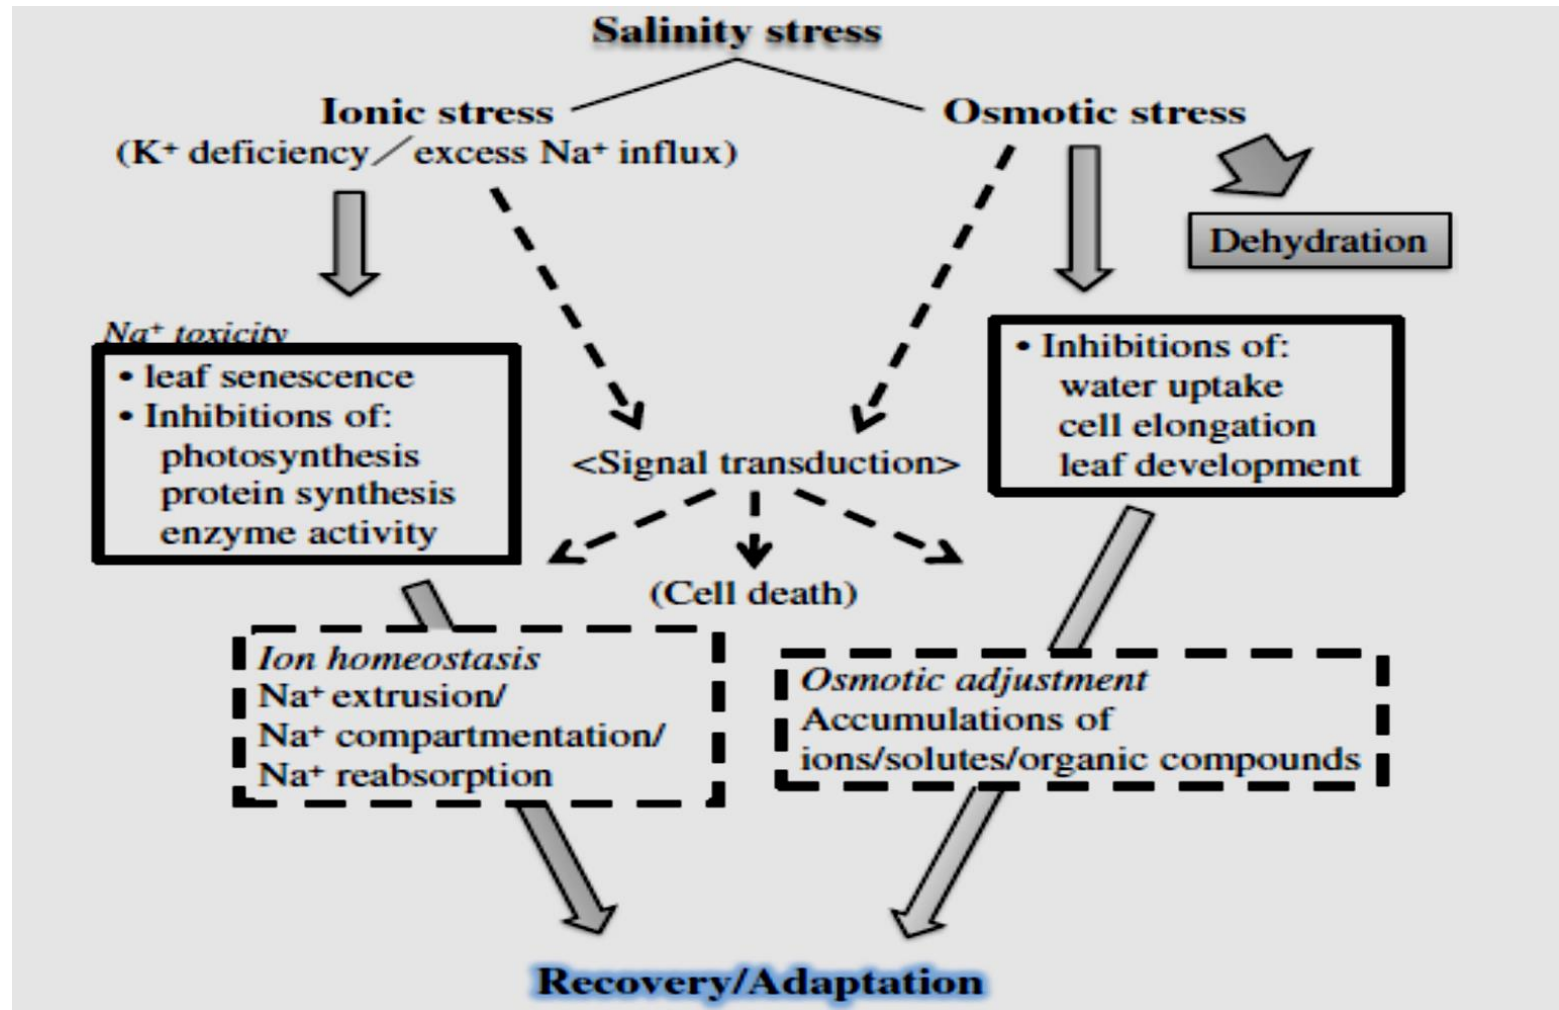 Salinity stress
Ionic stress
(K⁺ deficiency／excess Na⁺ influx)
Osmotic stress
Dehydration
Na⁺ toxicity
• leaf senescence
• Inhibitions of:
photosynthesis
protein synthesis
enzyme activity
• Inhibitions of:
water uptake
cell elongation
leaf development
<Signal transduction>
(Cell death)
Ion homeostasis
Na⁺ extrusion/
Na⁺ compartmentation/
Na⁺ reabsorption
Osmotic adjustment
Accumulations of
ions/solutes/organic compounds
Recovery/Adaptation